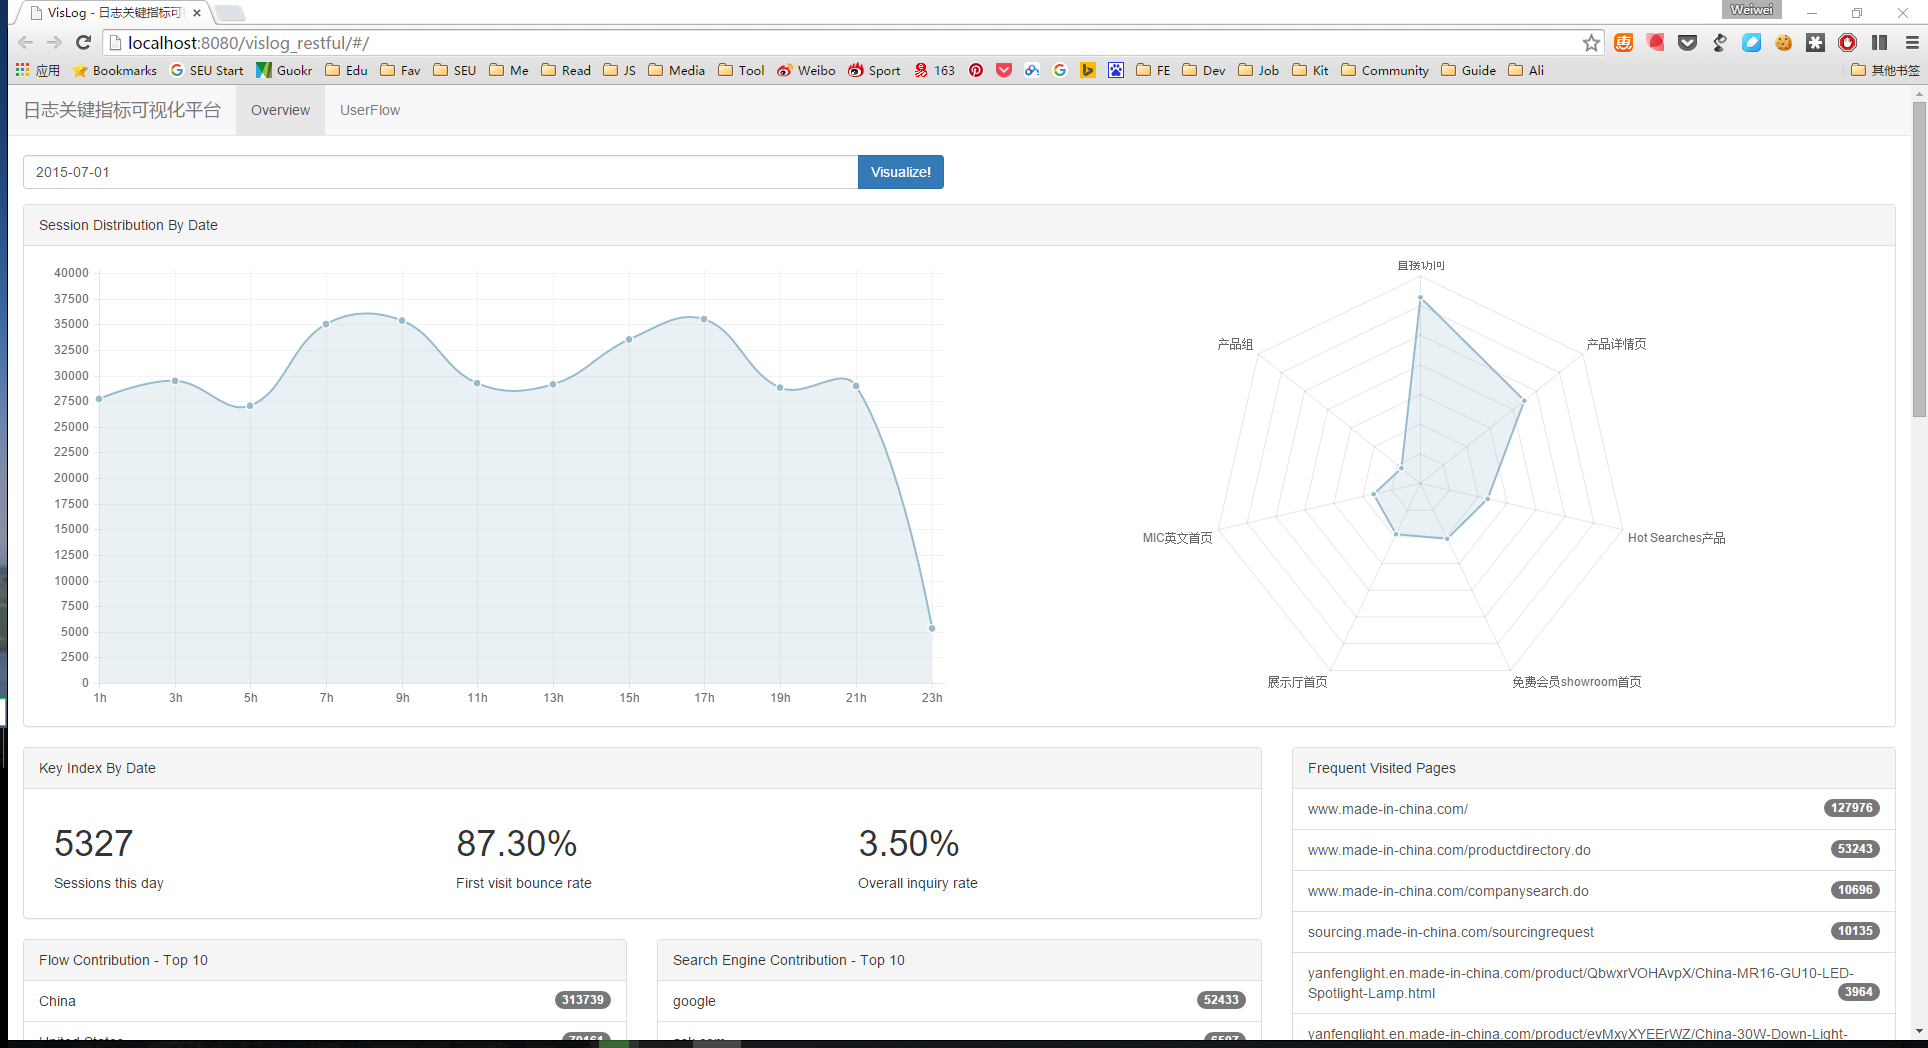 VisLog - 日志关键指标可
Weiwei
localhost:8080/vislog_restful/#/
应用 Bookmarks SEU Start Guokr Edu Fav SEU Me Read JS Media Tool Weibo Sport 163 FE Dev Job Kit Community Guide Ali 其他书签
日志关键指标可视化平台 Overview UserFlow
2015-07-01 Visualize!
Session Distribution By Date
40000
37500
35000
32500
30000
27500
25000
22500
20000
17500
15000
12500
10000
7500
5000
2500
0
1h 3h 5h 7h 9h 11h 13h 15h 17h 19h 21h 23h
直接访问
产品组 产品详情页
MIC英文首页 Hot Searches产品
展示厅首页 免费会员showroom首页
Key Index By Date
5327 87.30% 3.50%
Sessions this day First visit bounce rate Overall inquiry rate
Frequent Visited Pages
www.made-in-china.com/ 127976
www.made-in-china.com/productdirectory.do 53243
www.made-in-china.com/companysearch.do 10696
sourcing.made-in-china.com/sourcingrequest 10135
yanfenglight.en.made-in-china.com/product/QbwxrVOHAvpX/China-MR16-GU10-LED-
Spotlight-Lamp.html 3964
yanfenglight.en.made-in-china.com/product/evMxyXYEErWZ/China-30W-Down-Light-
Flow Contribution - Top 10
China 313739
United States
Search Engine Contribution - Top 10
google 52433
ask.com